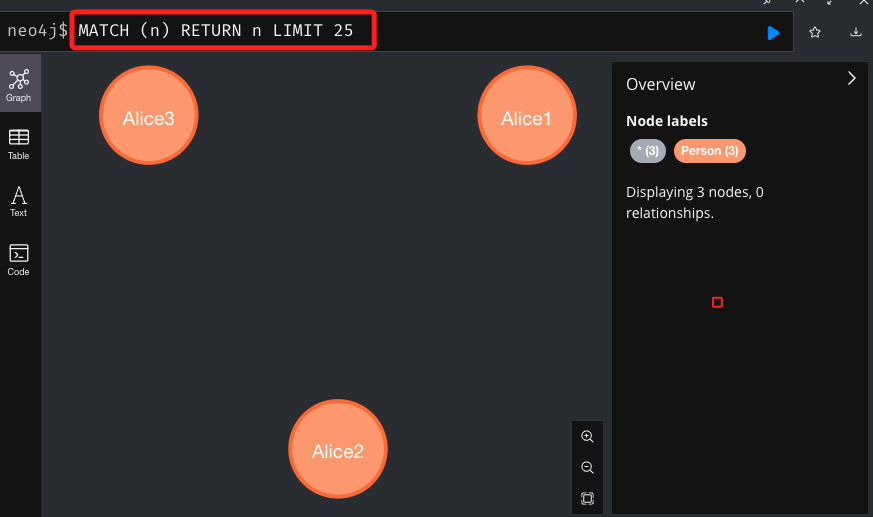 neo4j$ MATCH (n) RETURN n LIMIT 25
Graph
Table
Text
Code
Alice3
Alice1
Alice2
Overview
Node labels
* (3) Person (3)
Displaying 3 nodes, 0
relationships.